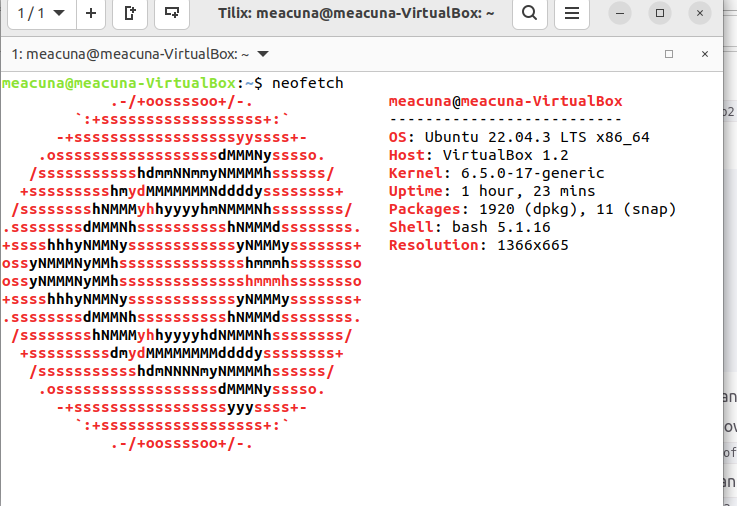 1 / 1
Tilix: meacuna@meacuna-VirtualBox: ~
1: meacuna@meacuna-VirtualBox: ~
meacuna@meacuna-VirtualBox:~$ neofetch
            .-/+oossssoo+/-.               meacuna@meacuna-VirtualBox
        `:+ssssssssssssssssss+:`           --------------------------
      -+ssssssssssssssssssyyssss+-         OS: Ubuntu 22.04.3 LTS x86_64
    .ossssssssssssssssssdMMMNysssso.       Host: VirtualBox 1.2
   /ssssssssssshdmmNNmmyNMMMMhssssss/      Kernel: 6.5.0-17-generic
  +ssssssssshmydMMMMMMMNddddyssssssss+     Uptime: 1 hour, 23 mins
 /sssssssshNMMMyhhyyyyhmNMMMNhssssssss/    Packages: 1920 (dpkg), 11 (snap)
.ssssssssdMMMNhsssssssssshNMMMdssssssss.   Shell: bash 5.1.16
+sssshhhyNMMNyssssssssssssyNMMMysssssss+   Resolution: 1366x665
ossyNMMMNyMMhsssssssssssssshmmmhssssssso
ossyNMMMNyMMhsssssssssssssshmmmhssssssso
+sssshhhyNMMNyssssssssssssyNMMMysssssss+
.ssssssssdMMMNhsssssssssshNMMMdssssssss.
 /sssssssshNMMMyhhyyyyhdNMMMNhssssssss/
  +sssssssssdmydMMMMMMMMddddyssssssss+
   /ssssssssssshdmNNNNmyNMMMMhssssss/
    .ossssssssssssssssssdMMMNysssso.
      -+sssssssssssssssssyyyssss+-
        `:+ssssssssssssssssss+:`
            .-/+oossssoo+/-.